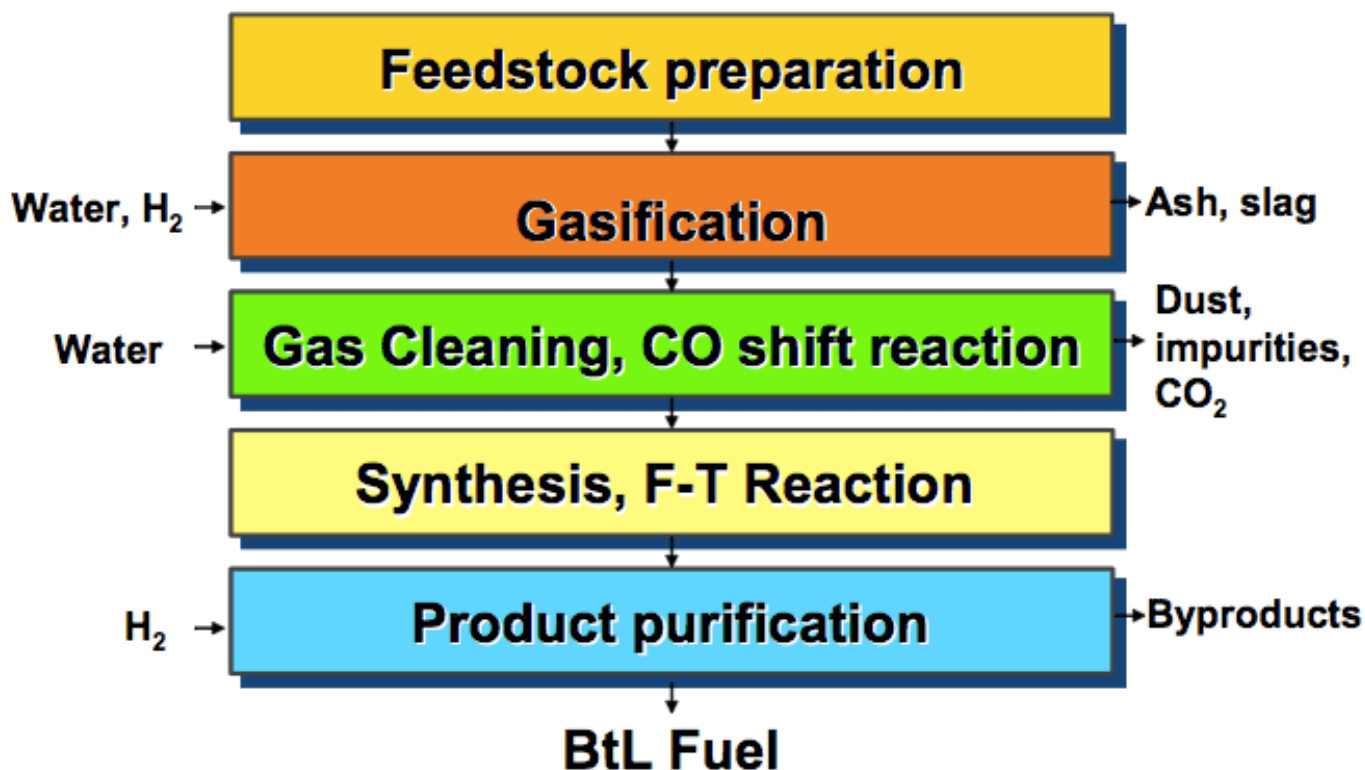 Feedstock preparation
Water, H₂
Gasification
Ash, slag
Water
Gas Cleaning, CO shift reaction
Dust,
impurities,
CO₂
Synthesis, F-T Reaction
H₂
Product purification
Byproducts
BtL Fuel